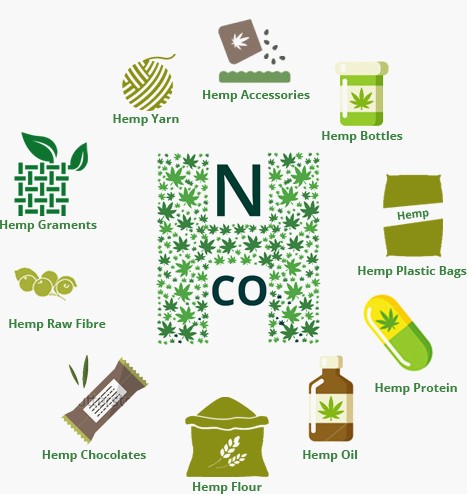 Hemp Accessories
Hemp Yarn
Hemp Bottles
N
Hemp Graments
Hemp
Hemp Plastic Bags
CO
Hemp Raw Fibre
Hemp Protein
Hemp Chocolates
Hemp Oil
Hemp Flour